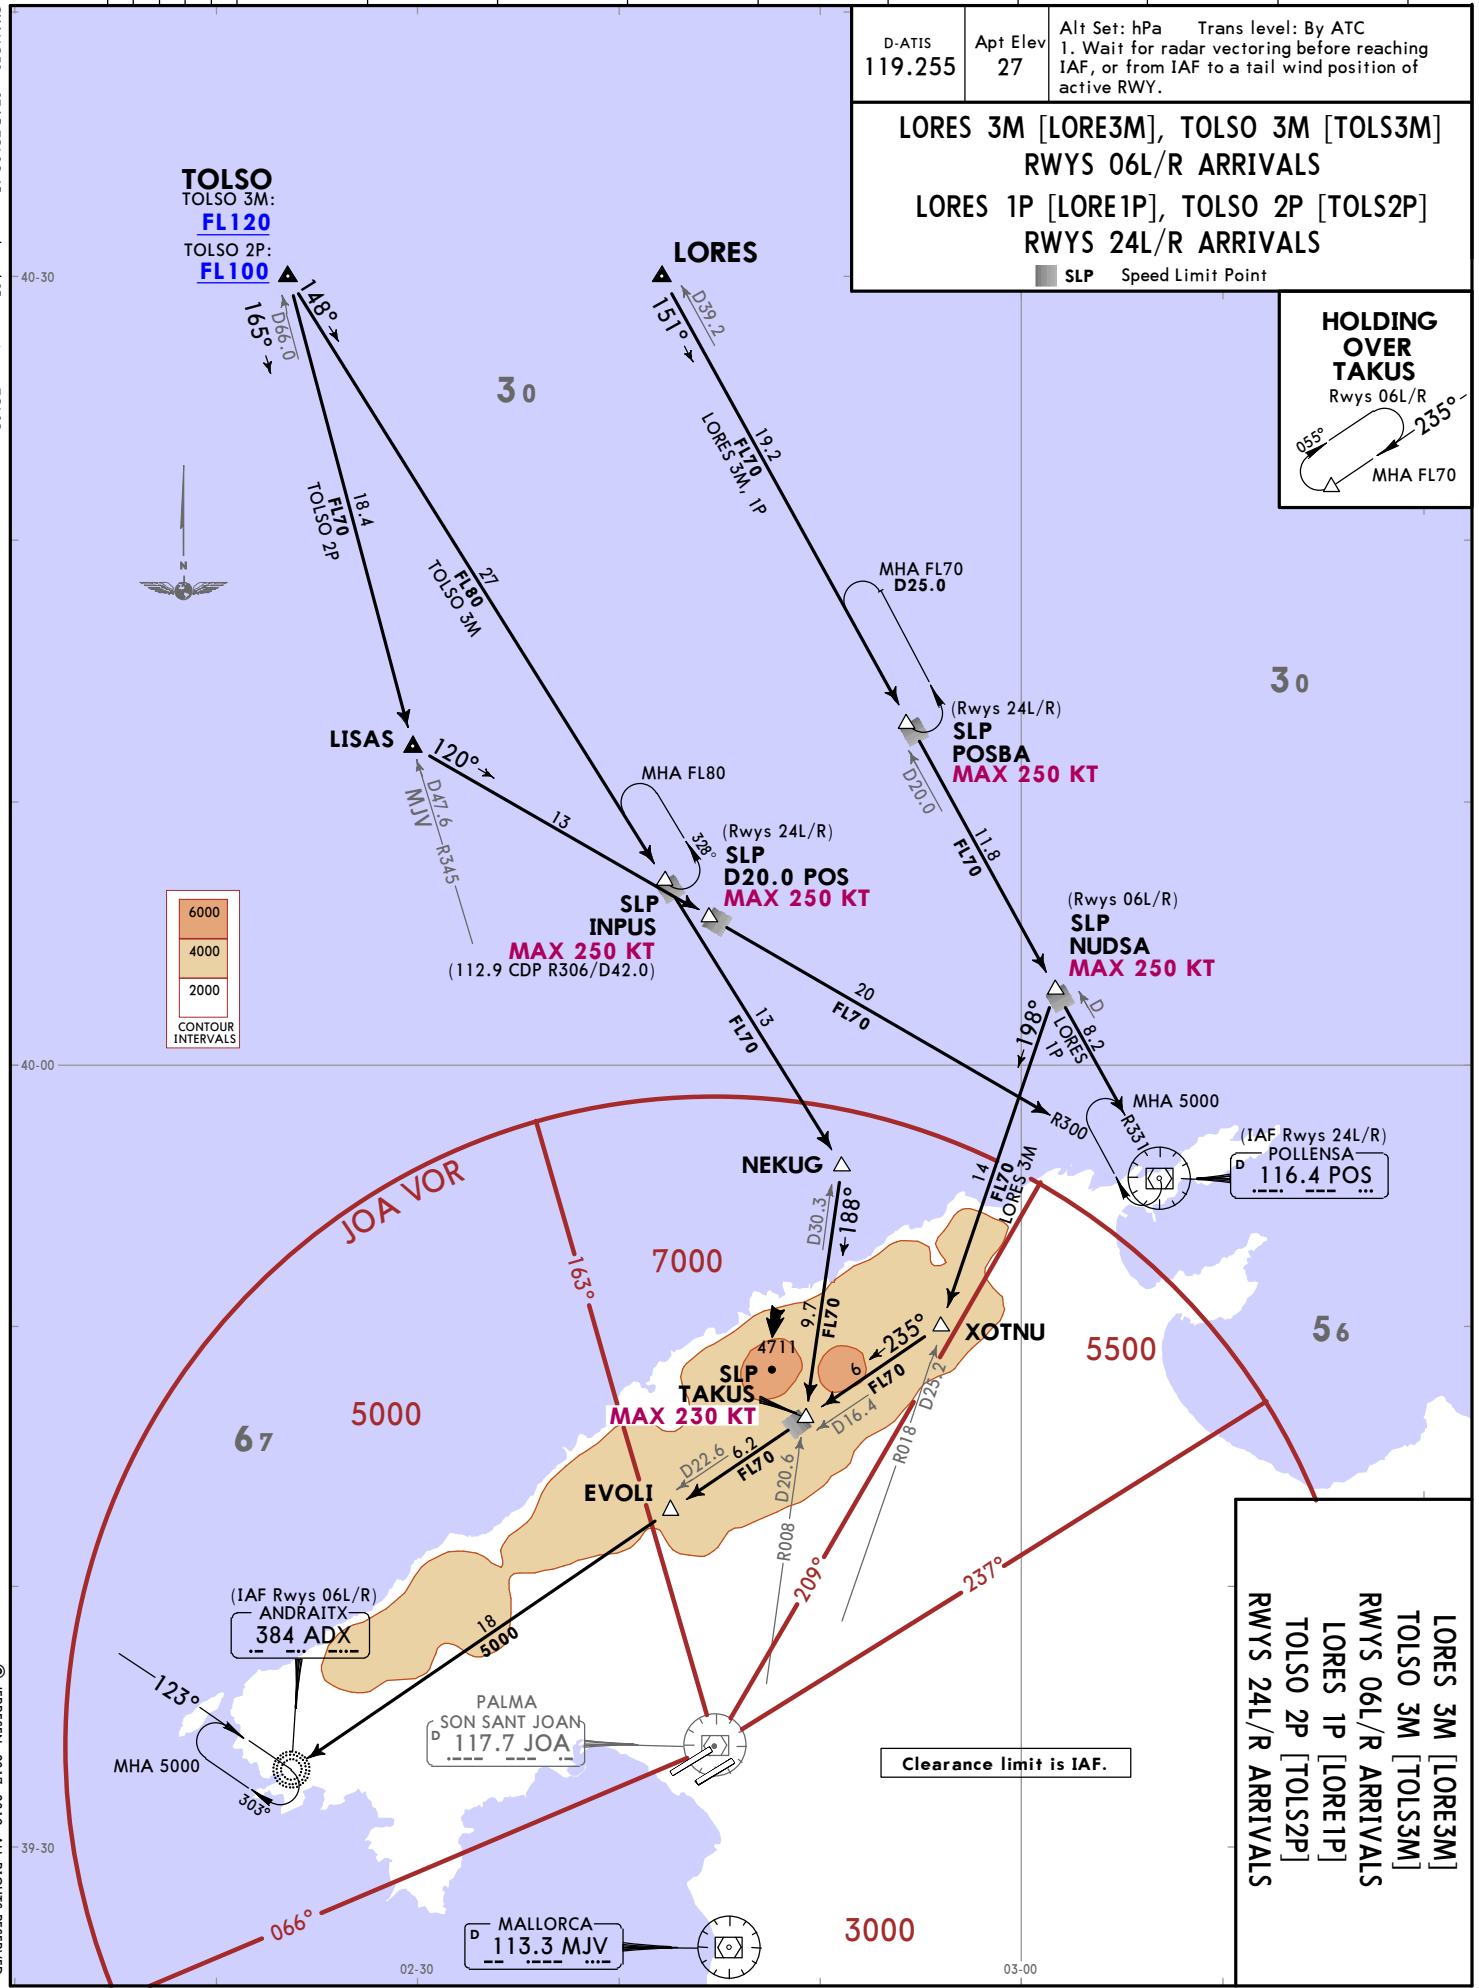 D-ATIS
119.255
Apt Elev
27
Alt Set: hPa Trans level: By ATC
1. Wait for radar vectoring before reaching
IAF, or from IAF to a tail wind position of
active RWY.
LORES 3M [LORE3M], TOLSO 3M [TOLS3M]
RWYS 06L/R ARRIVALS
LORES 1P [LORE1P], TOLSO 2P [TOLS2P]
RWYS 24L/R ARRIVALS
SLP Speed Limit Point
HOLDING
OVER
TAKUS
Rwys 06L/R
235°
055°
MHA FL70
TOLSO
TOLSO 3M:
FL120
TOLSO 2P:
FL100
LORES
40-30
148°
165°
D66.0
151°
D39.2
30
19.2
FL70
LORES 3M, 1P
18.4
FL70
TOLSO 2P
27
FL80
TOLSO 3M
N
MHA FL70
D25.0
30
(Rwys 24L/R)
SLP
POSBA
MAX 250 KT
D20.0
LISAS
120°
D47.6
MJV
R345
13
MHA FL80
328°
(Rwys 24L/R)
SLP
D20.0 POS
MAX 250 KT
SLP
INPUS
MAX 250 KT
(112.9 CDP R306/D42.0)
11.8
FL70
(Rwys 06L/R)
SLP
NUDSA
MAX 250 KT
6000
4000
2000
CONTOUR
INTERVALS
13
FL70
20
FL70
198°
D
LORES
1P
8.2
40-00
R300
R331
MHA 5000
(IAF Rwys 24L/R)
POLLENSA
D 116.4 POS
JOA VOR
NEKUG
14
FL70
LORES 3M
D30.3
188°
163°
7000
9.7
FL70
4711
235°
XOTNU
5500
56
6
FL70
SLP
TAKUS
MAX 230 KT
D16.4
R018
D25.2
5000
67
D22.6
6.2
FL70
EVOLI
R008
D20.6
209°
237°
(IAF Rwys 06L/R)
ANDRAITX
384 ADX
18
5000
123°
MHA 5000
303°
PALMA
SON SANT JOAN
D 117.7 JOA
Clearance limit is IAF.
LORES 3M [LORE3M]
TOLSO 3M [TOLS3M]
RWYS 06L/R ARRIVALS
LORES 1P [LORE1P]
TOLSO 2P [TOLS2P]
RWYS 24L/R ARRIVALS
39-30
066°
MALLORCA
D 113.3 MJV
3000
02-30
03-00